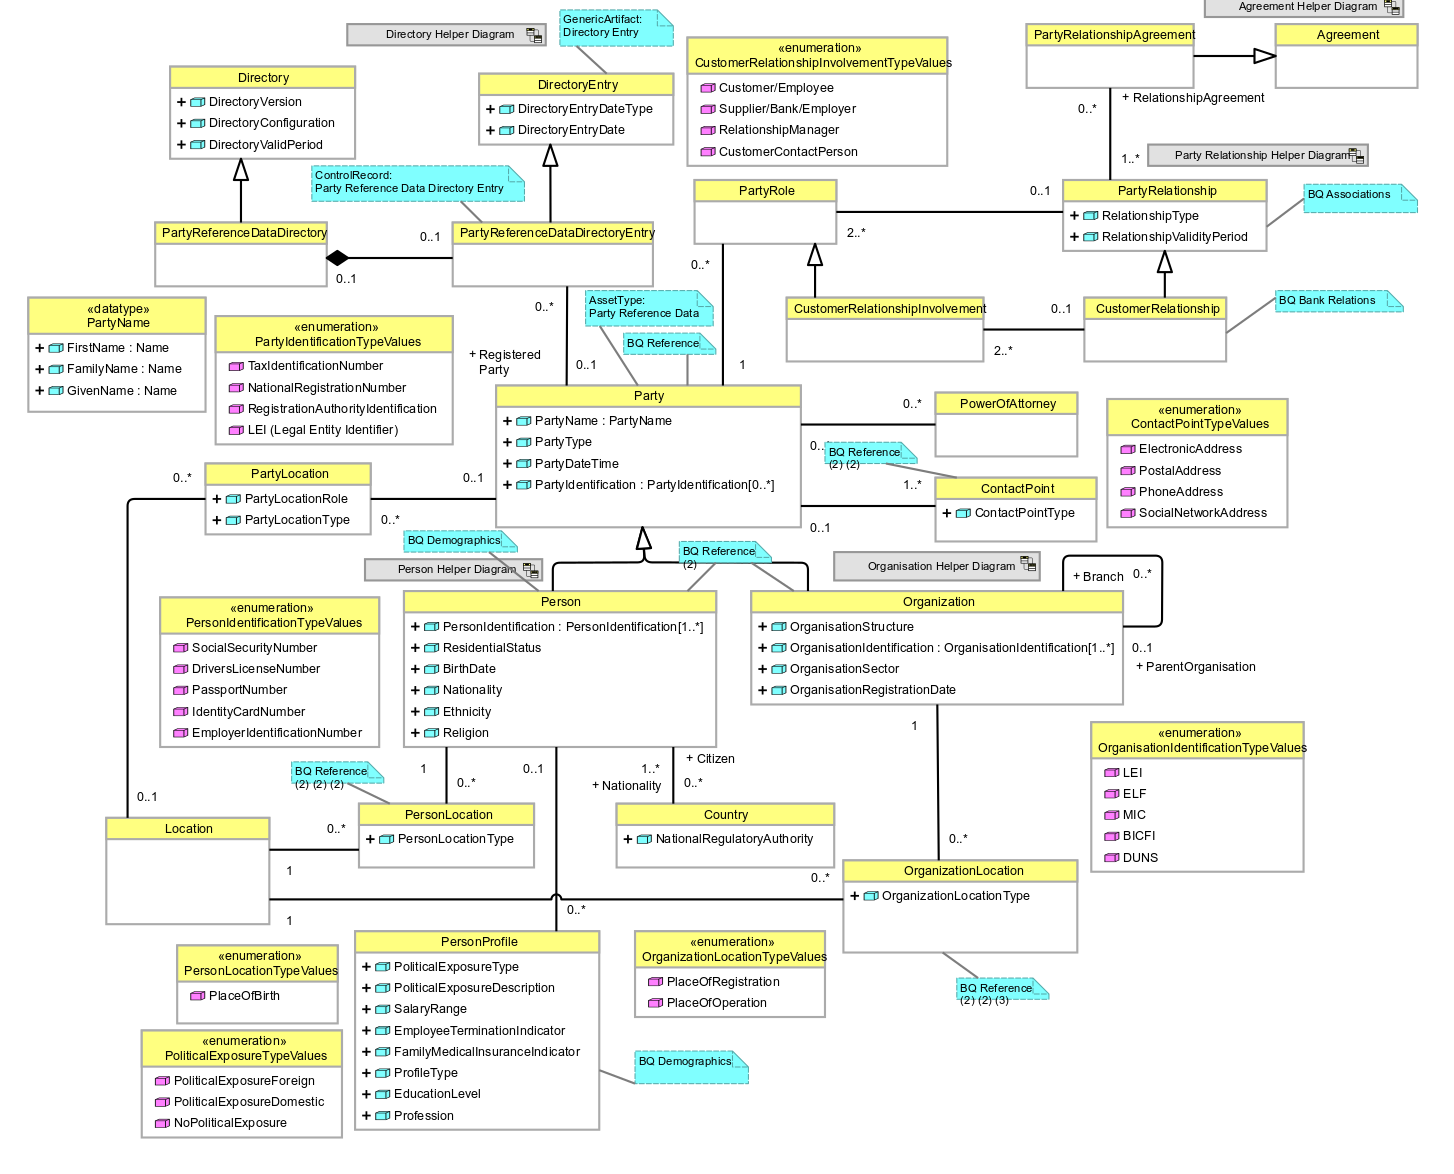 Agreement Helper Diagram
GenericArtifact:
Directory Entry
Directory Helper Diagram
PartyRelationshipAgreement
Agreement
«enumeration»
CustomerRelationshipInvolvementTypeValues
Customer/Employee
Supplier/Bank/Employer
RelationshipManager
CustomerContactPerson
Directory
+ DirectoryVersion
+ DirectoryConfiguration
+ DirectoryValidPeriod
DirectoryEntry
+ DirectoryEntryDateType
+ DirectoryEntryDate
0..*
+ RelationshipAgreement
1..*
Party Relationship Helper Diagram
ControlRecord:
Party Reference Data Directory Entry
PartyRole
0..1
PartyRelationship
+ RelationshipType
+ RelationshipValidityPeriod
BQ Associations
2..*
PartyReferenceDataDirectory
0..1
0..1
PartyReferenceDataDirectoryEntry
0..*
0..*
AssetType:
Party Reference Data
BQ Reference
CustomerRelationshipInvolvement
0..1
2..*
CustomerRelationship
BQ Bank Relations
«datatype»
PartyName
+ FirstName : Name
+ FamilyName : Name
+ GivenName : Name
«enumeration»
PartyIdentificationTypeValues
TaxIdentificationNumber
NationalRegistrationNumber
RegistrationAuthorityIdentification
LEI (Legal Entity Identifier)
+ Registered
Party
0..1
1
Party
+ PartyName : PartyName
+ PartyType
+ PartyDateTime
+ PartyIdentification : PartyIdentification[0..*]
0..*
PowerOfAttorney
0..
BQ Reference
(2) (2)
1..*
0..1
ContactPoint
+ ContactPointType
«enumeration»
ContactPointTypeValues
ElectronicAddress
PostalAddress
PhoneAddress
SocialNetworkAddress
0..*
PartyLocation
+ PartyLocationRole
+ PartyLocationType
0..1
0..*
BQ Demographics
BQ Reference
(2)
Person Helper Diagram
Organisation Helper Diagram
+ Branch
0..*
0..1
+ ParentOrganisation
«enumeration»
PersonIdentificationTypeValues
SocialSecurityNumber
DriversLicenseNumber
PassportNumber
IdentityCardNumber
EmployerIdentificationNumber
Person
+ PersonIdentification : PersonIdentification[1..*]
+ ResidentialStatus
+ BirthDate
+ Nationality
+ Ethnicity
+ Religion
Organization
+ OrganisationStructure
+ OrganisationIdentification : OrganisationIdentification[1..*]
+ OrganisationSector
+ OrganisationRegistrationDate
1
«enumeration»
OrganisationIdentificationTypeValues
LEI
ELF
MIC
BICFI
DUNS
BQ Reference
(2) (2) (2)
1
0..*
0..1
1..*
+ Citizen
+ Nationality
0..*
0..1
Location
0..*
1
PersonLocation
+ PersonLocationType
Country
+ NationalRegulatoryAuthority
0..*
0..*
OrganizationLocation
+ OrganizationLocationType
1
0..*
«enumeration»
PersonLocationTypeValues
PlaceOfBirth
PersonProfile
+ PoliticalExposureType
+ PoliticalExposureDescription
+ SalaryRange
+ EmployeeTerminationIndicator
+ FamilyMedicalInsuranceIndicator
+ ProfileType
+ EducationLevel
+ Profession
«enumeration»
OrganizationLocationTypeValues
PlaceOfRegistration
PlaceOfOperation
BQ Reference
(2) (2) (3)
«enumeration»
PoliticalExposureTypeValues
PoliticalExposureForeign
PoliticalExposureDomestic
NoPoliticalExposure
BQ Demographics